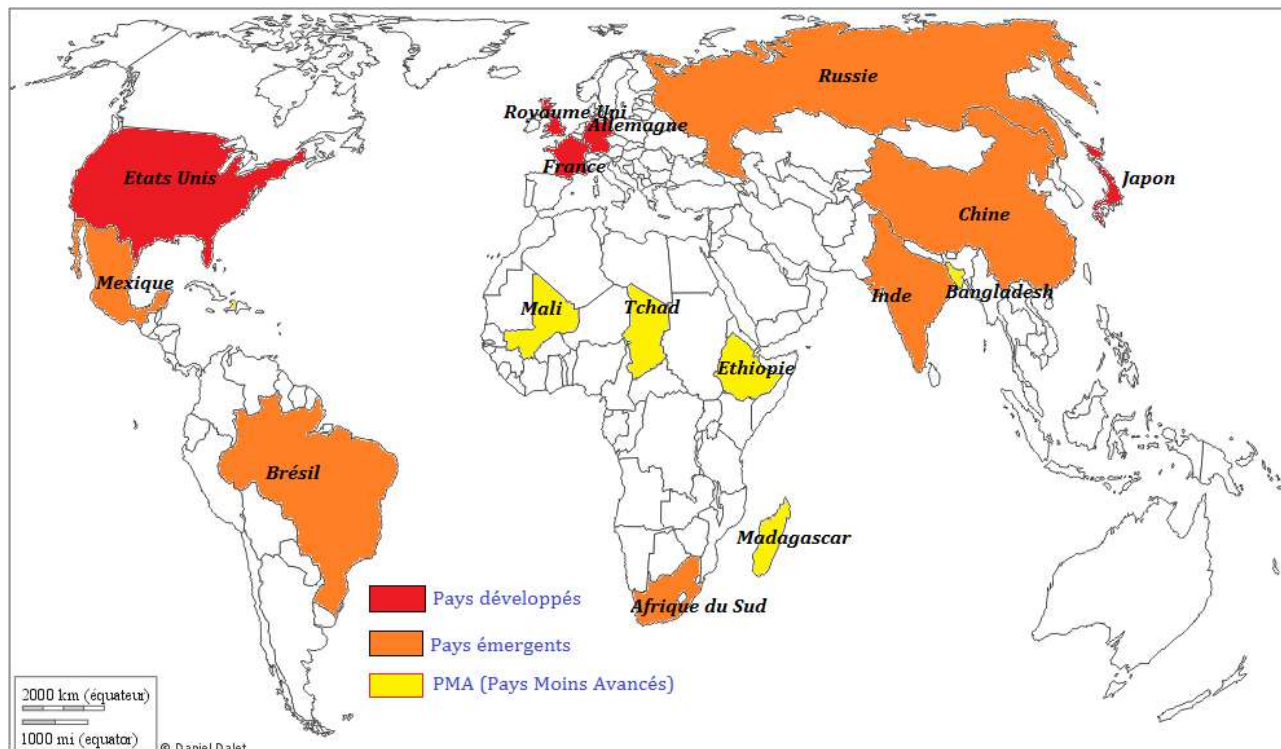 Russie
Royaume Uni
Allemagne
France
Etats Unis
Japon
Chine
Mexique
Inde
Bangladesh
Mali
Tchad
Ethiopie
Brésil
Madagascar
Afrique du Sud
Pays développés
Pays émergents
PMA (Pays Moins Avancés)
2000 km (équateur)
1000 mi (equator)
© Daniel Dalet